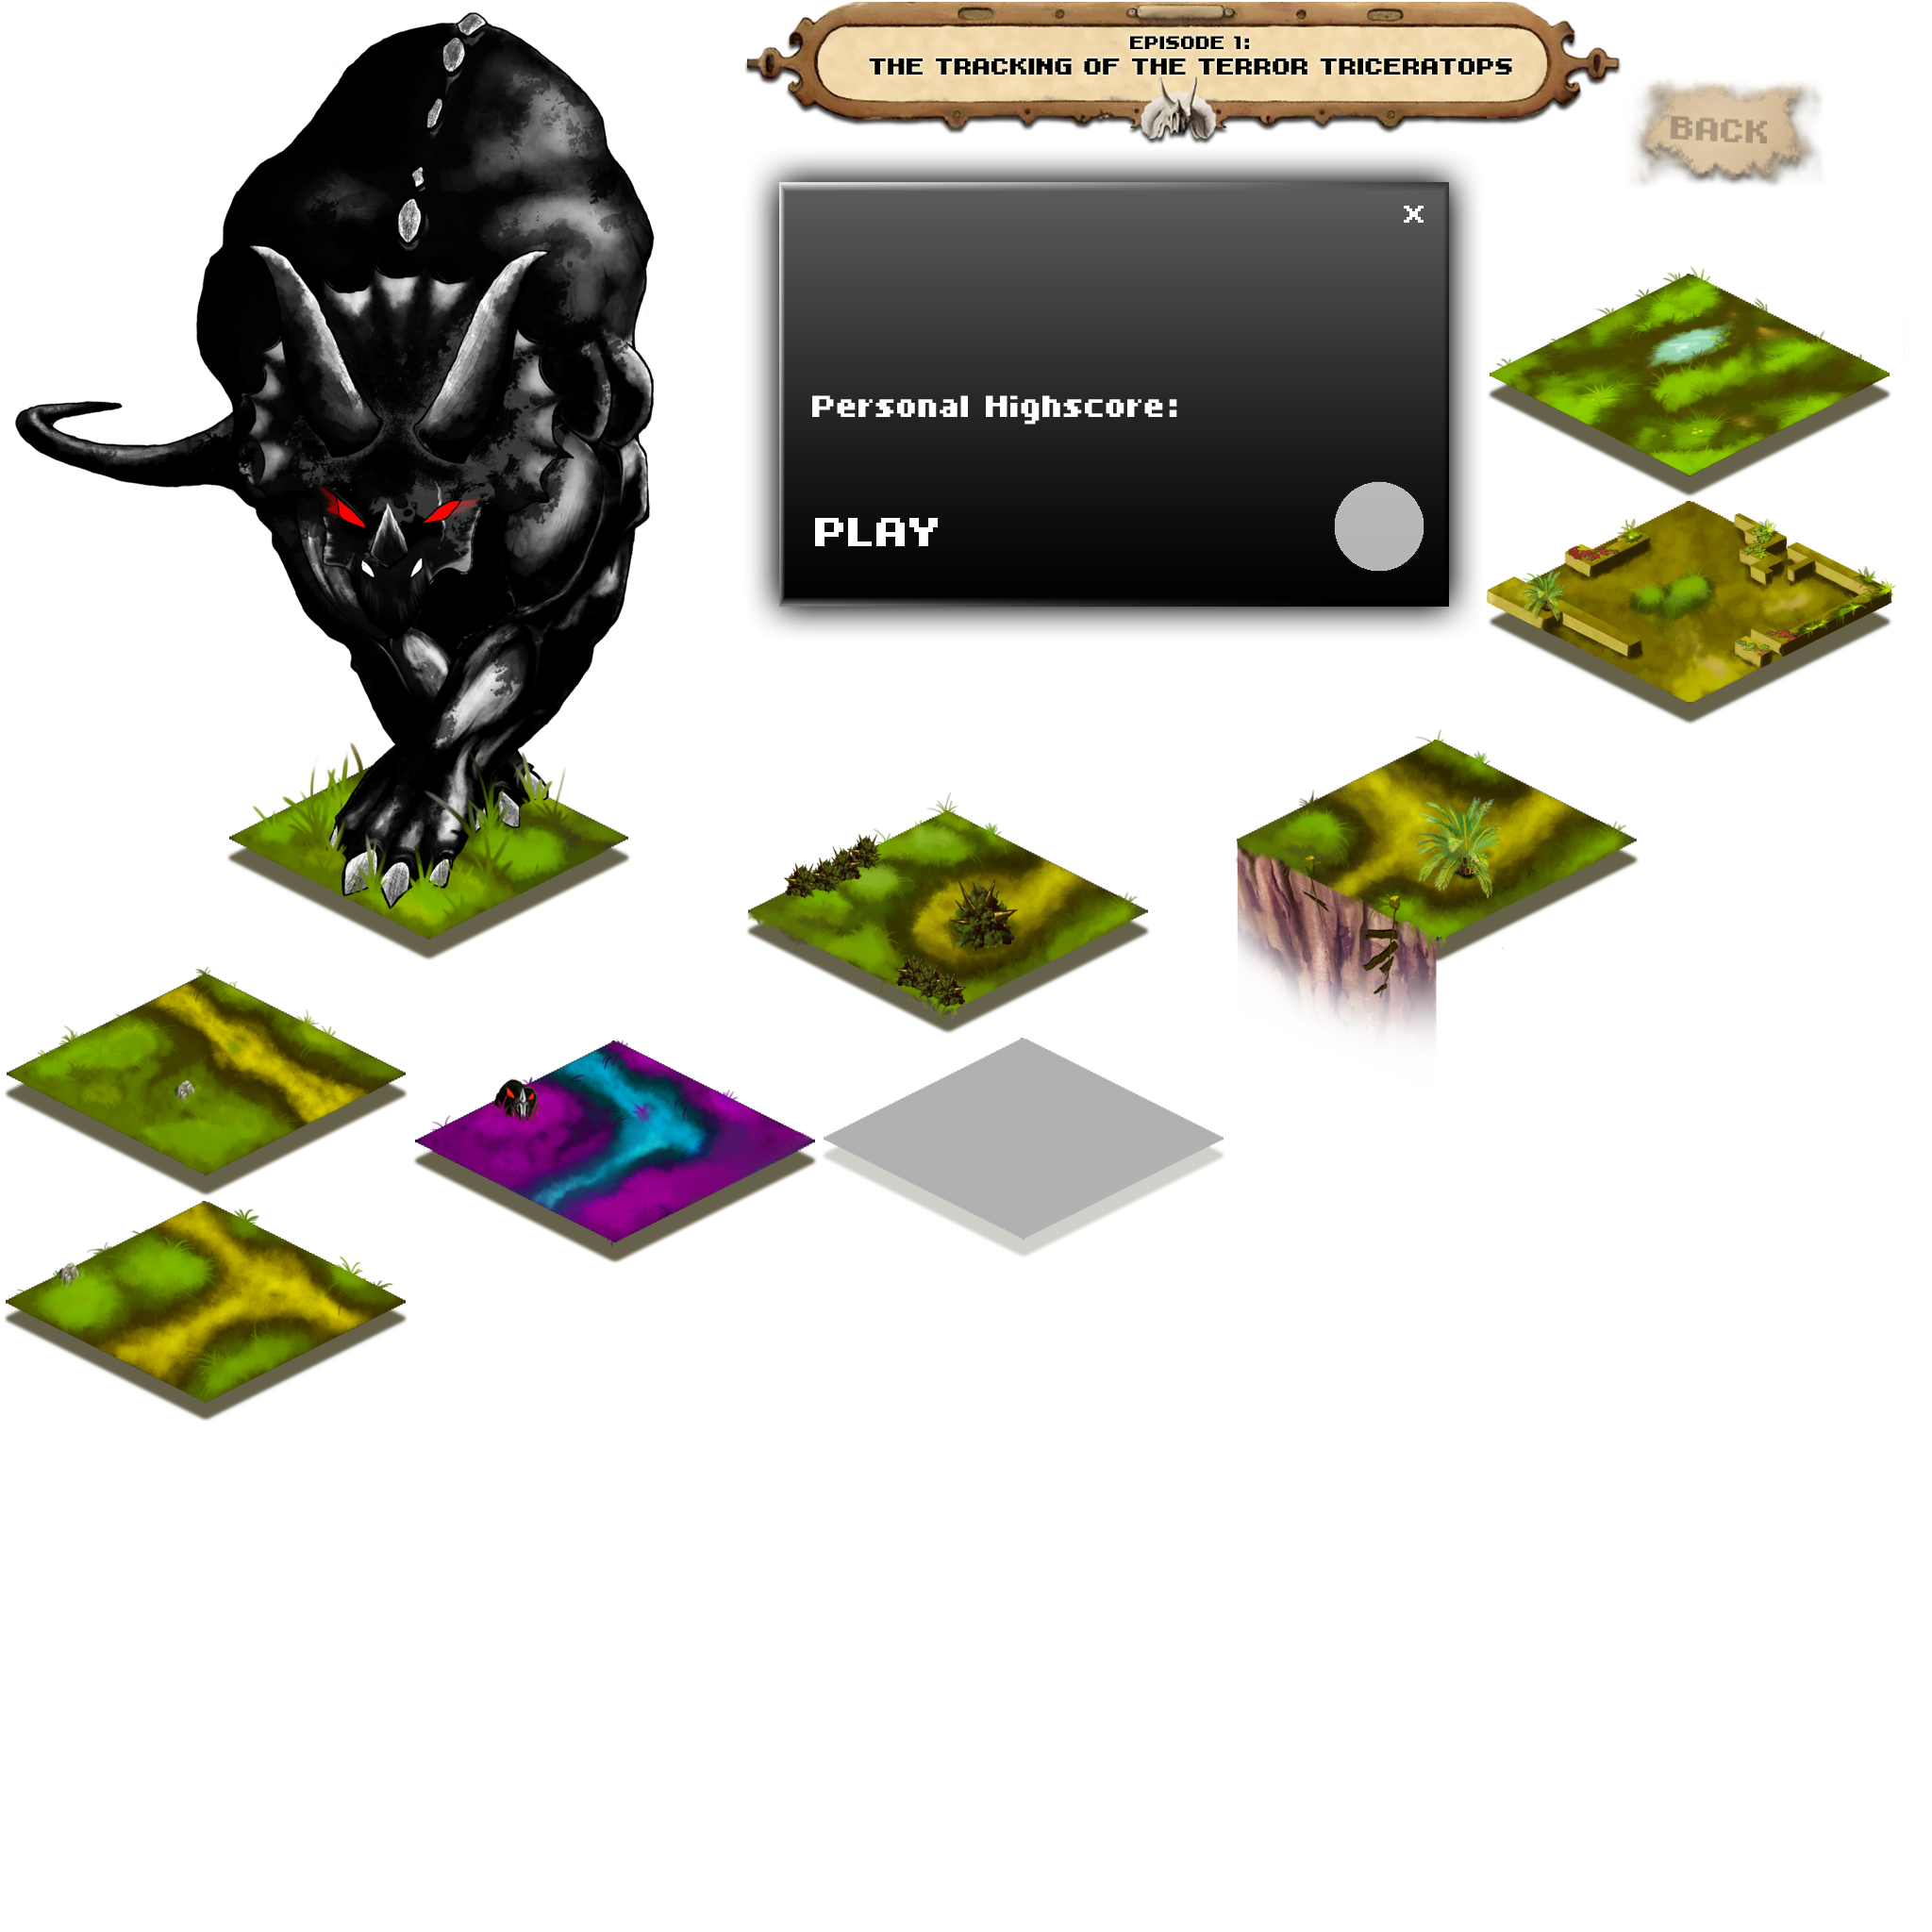 EPISODE 1:
THE TRACKING OF THE TERROR TRICERATOPS
BACK
x
Personal Highscore:
PLAY